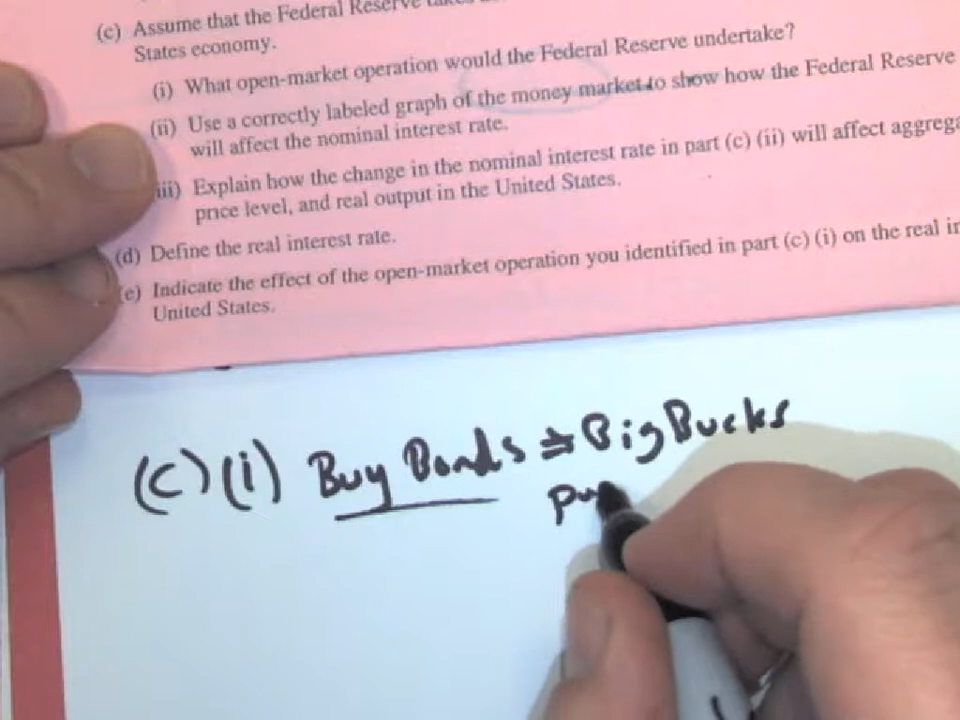 (c) Assume that the Federal Reserve takes
States economy.
(i) What open-market operation would the Federal Reserve undertake?
(ii) Use a correctly labeled graph of the money market to show how the Federal Reserve
will affect the nominal interest rate.
iii) Explain how the change in the nominal interest rate in part (c) (ii) will affect aggrega
price level, and real output in the United States.
(d) Define the real interest rate.
e) Indicate the effect of the open-market operation you identified in part (c) (i) on the real in
United States.
(C) (i) Buy Bonds ⇒ Big Bucks
pu